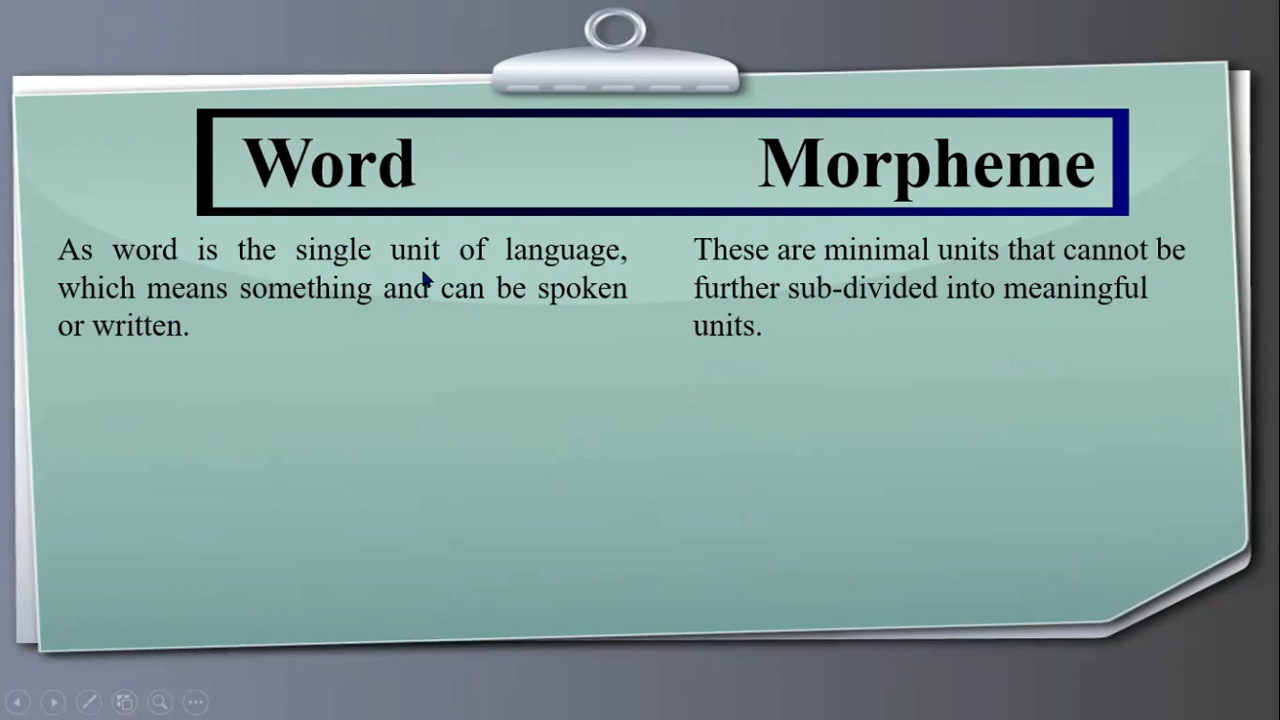 Word Morpheme
As word is the single unit of language,
which means something and can be spoken
or written.
These are minimal units that cannot be
further sub-divided into meaningful
units.